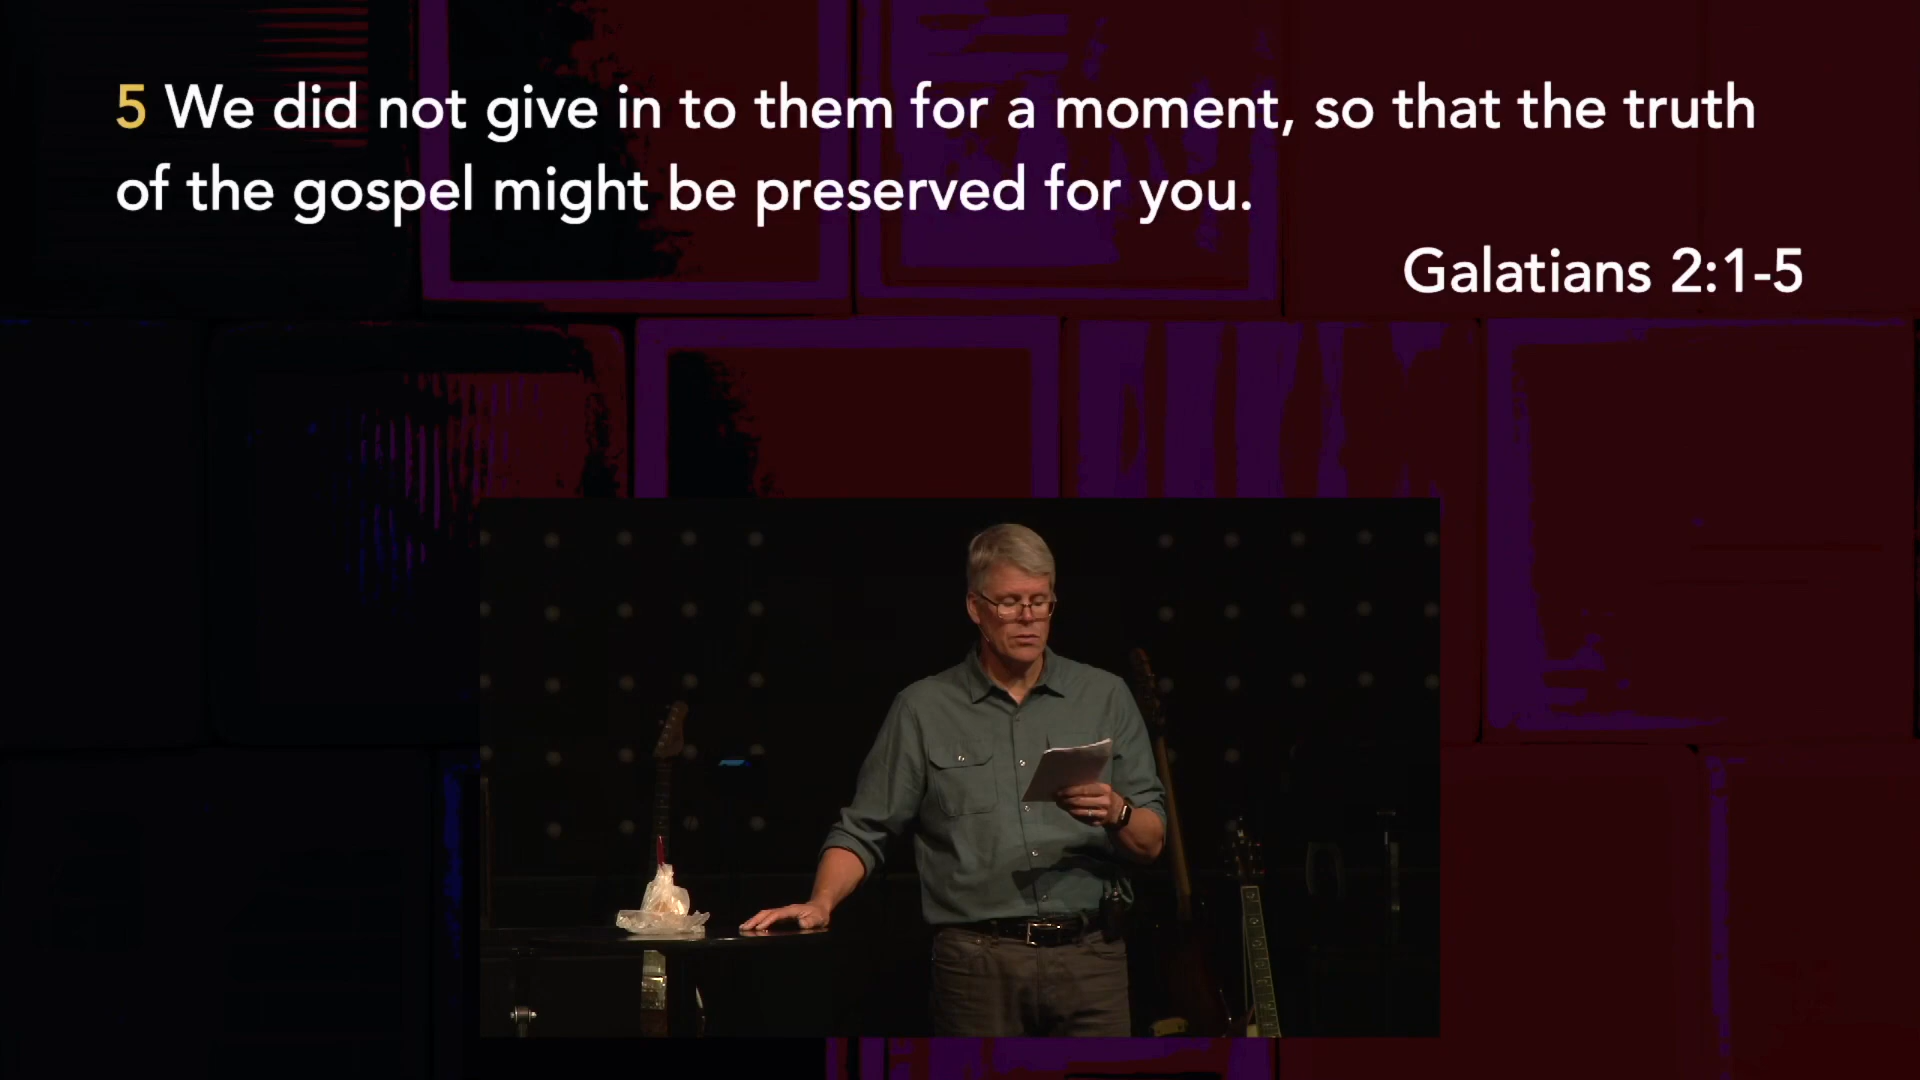 5 We did not give in to them for a moment, so that the truth
of the gospel might be preserved for you.
Galatians 2:1-5